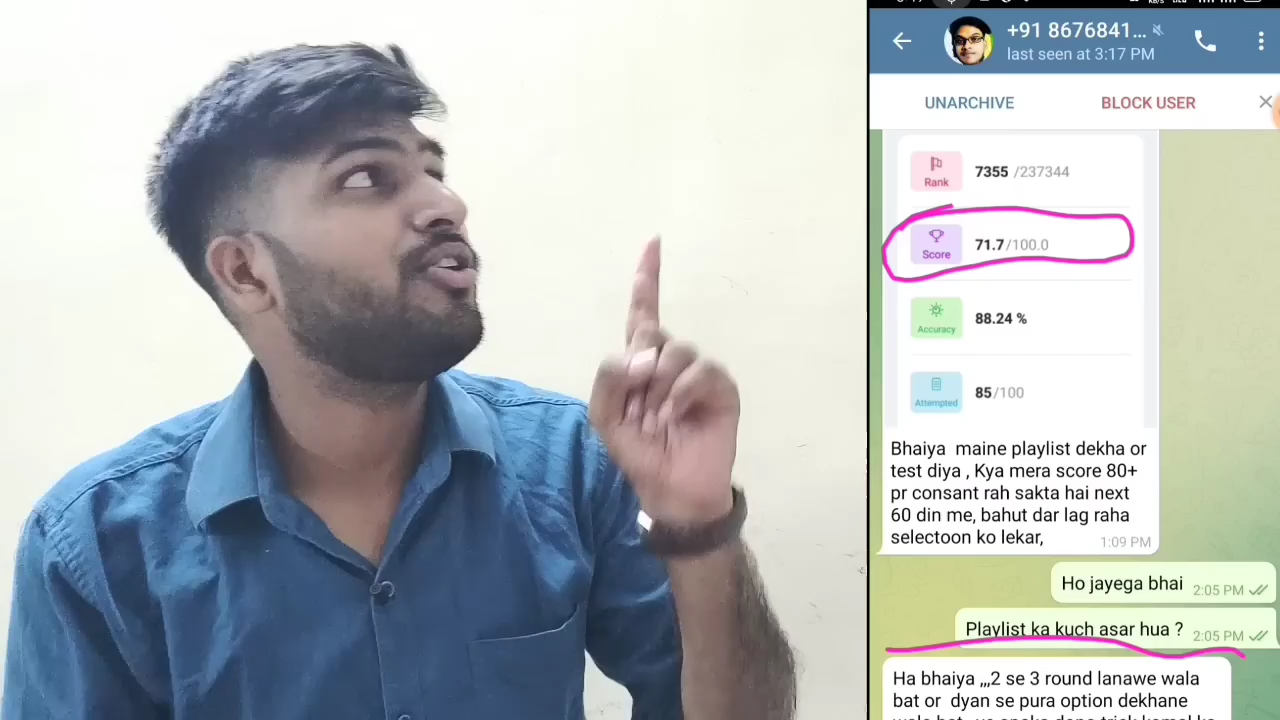 +91 8676841...
last seen at 3:17 PM
UNARCHIVE
BLOCK USER
Rank
7355 /237344
Score
71.7/100.0
Accuracy
88.24 %
Attempted
85/100
Bhaiya maine playlist dekha or
test diya , Kya mera score 80+
pr consant rah sakta hai next
60 din me, bahut dar lag raha
selectoon ko lekar,
1:09 PM
Ho jayega bhai
2:05 PM
Playlist ka kuch asar hua ?
2:05 PM
Ha bhaiya ,,,2 se 3 round lanawe wala
bat or dyan se pura option dekhane